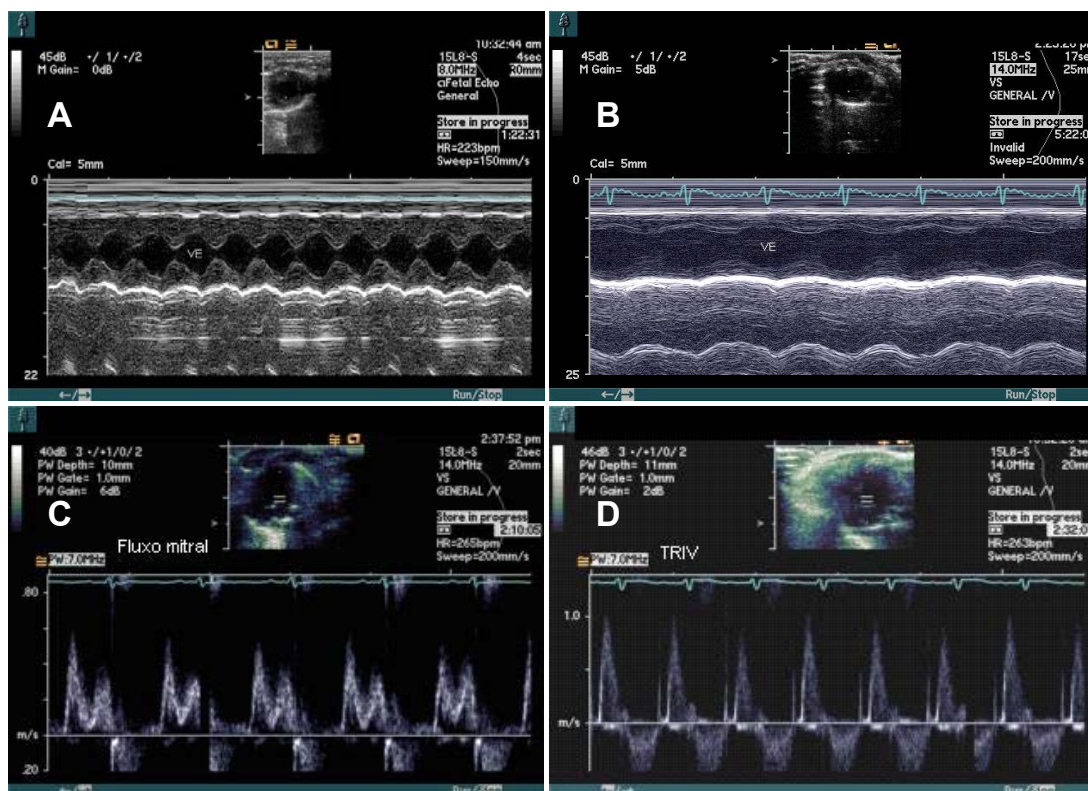 45dB +/ 1/ +/2
M Gain= 0dB
10:32:44 am
15L8-S 4sec
8.0MHz R0mm
Fetal Echo
General
Store in progress
1:22:31
HR=223bpm
Sweep=150mm/s
A
Cal= 5mm
0
VE
22
←/→ Run/Stop
45dB +/ 1/ +/2
M Gain= 5dB
15L8-S
14.0MHz
VS
GENERAL /V
Store in progress
Invalid
Sweep=200mm/s
B
Cal= 5mm
0
VE
25
←/→ Run/Stop
40dB 3 +/+1/0/2
PW Depth= 10mm
PW Gate= 1.0mm
PW Gain= 6dB
2:37:52 pm
15L8-S 2sec
14.0MHz 20mm
VS
GENERAL /V
Store in progress
2:10:05
HR=265bpm
Sweep=200mm/s
C
Fluxo mitral
PW:7.0MHz
.80
m/s
.20
46dB 3 +/+1/0/2
PW Depth= 11mm
PW Gate= 1.0mm
PW Gain= 2dB
15L8-S
14.0MHz
VS
GENERAL /V
Store in progress
HR=263bpm
Sweep=200mm/s
D
TRIV
PW:7.0MHz
1.0
m/s